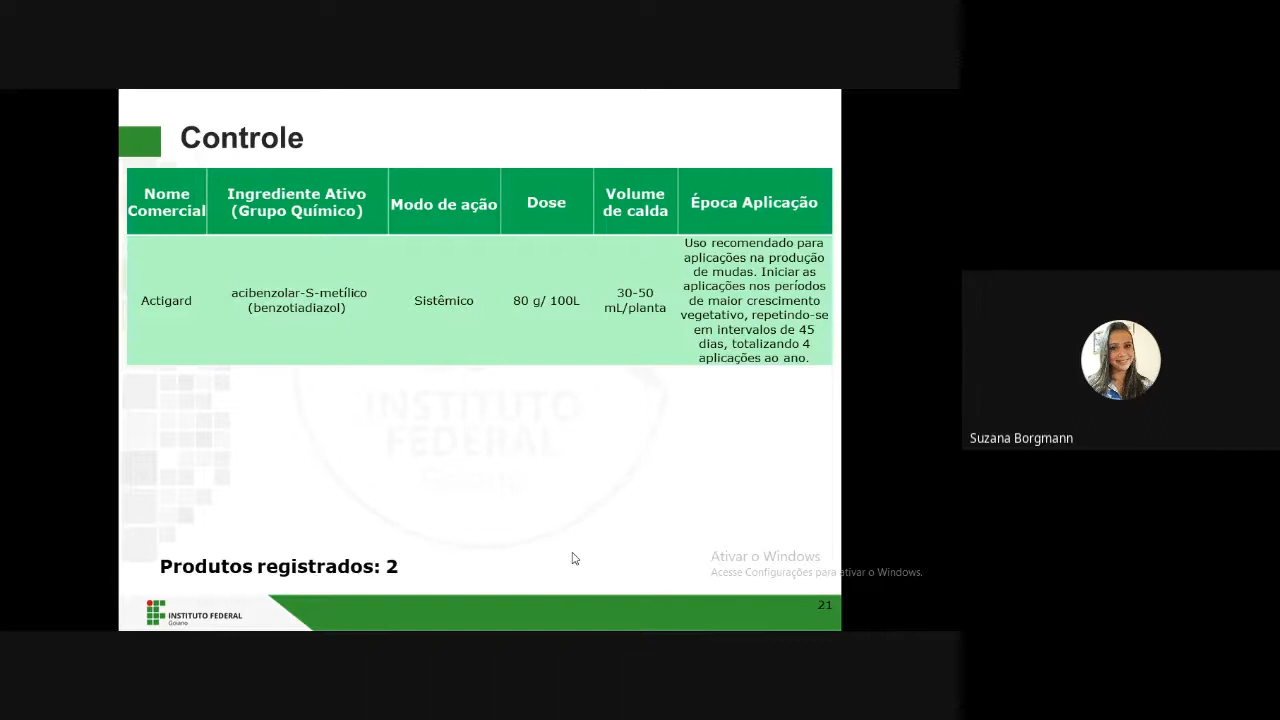 Controle
Nome Comercial
Ingrediente Ativo (Grupo Químico)
Modo de ação
Dose
Volume de calda
Época Aplicação
Actigard
acibenzolar-S-metílico
(benzotiadiazol)
Sistêmico
80 g/ 100L
30-50
mL/planta
Uso recomendado para
aplicações na produção
de mudas. Iniciar as
aplicações nos períodos
de maior crescimento
vegetativo, repetindo-se
em intervalos de 45
dias, totalizando 4
aplicações ao ano.
INSTITUTO
FEDERAL
Produtos registrados: 2
Ativar o Windows
Acesse Configurações para ativar o Windows.
INSTITUTO FEDERAL
Goiano
21
Suzana Borgmann